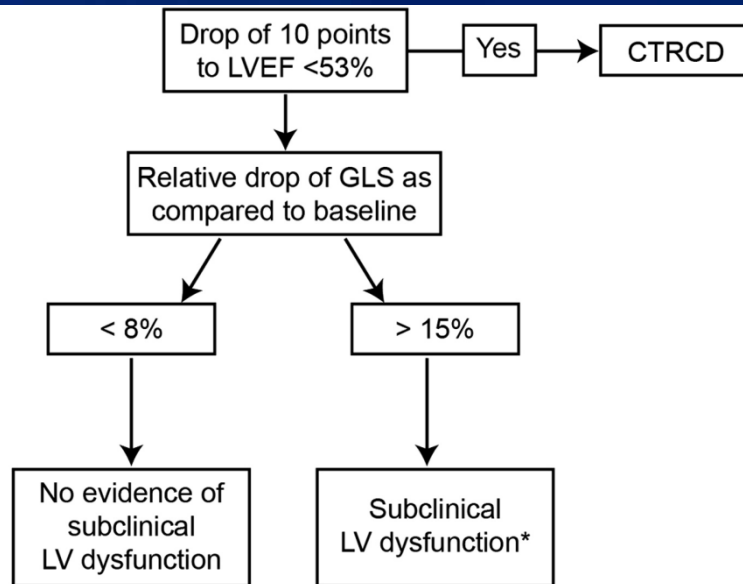 Drop of 10 points
to LVEF <53%
Yes
CTRCD
Relative drop of GLS as
compared to baseline
< 8%
> 15%
No evidence of
subclinical
LV dysfunction
Subclinical
LV dysfunction*